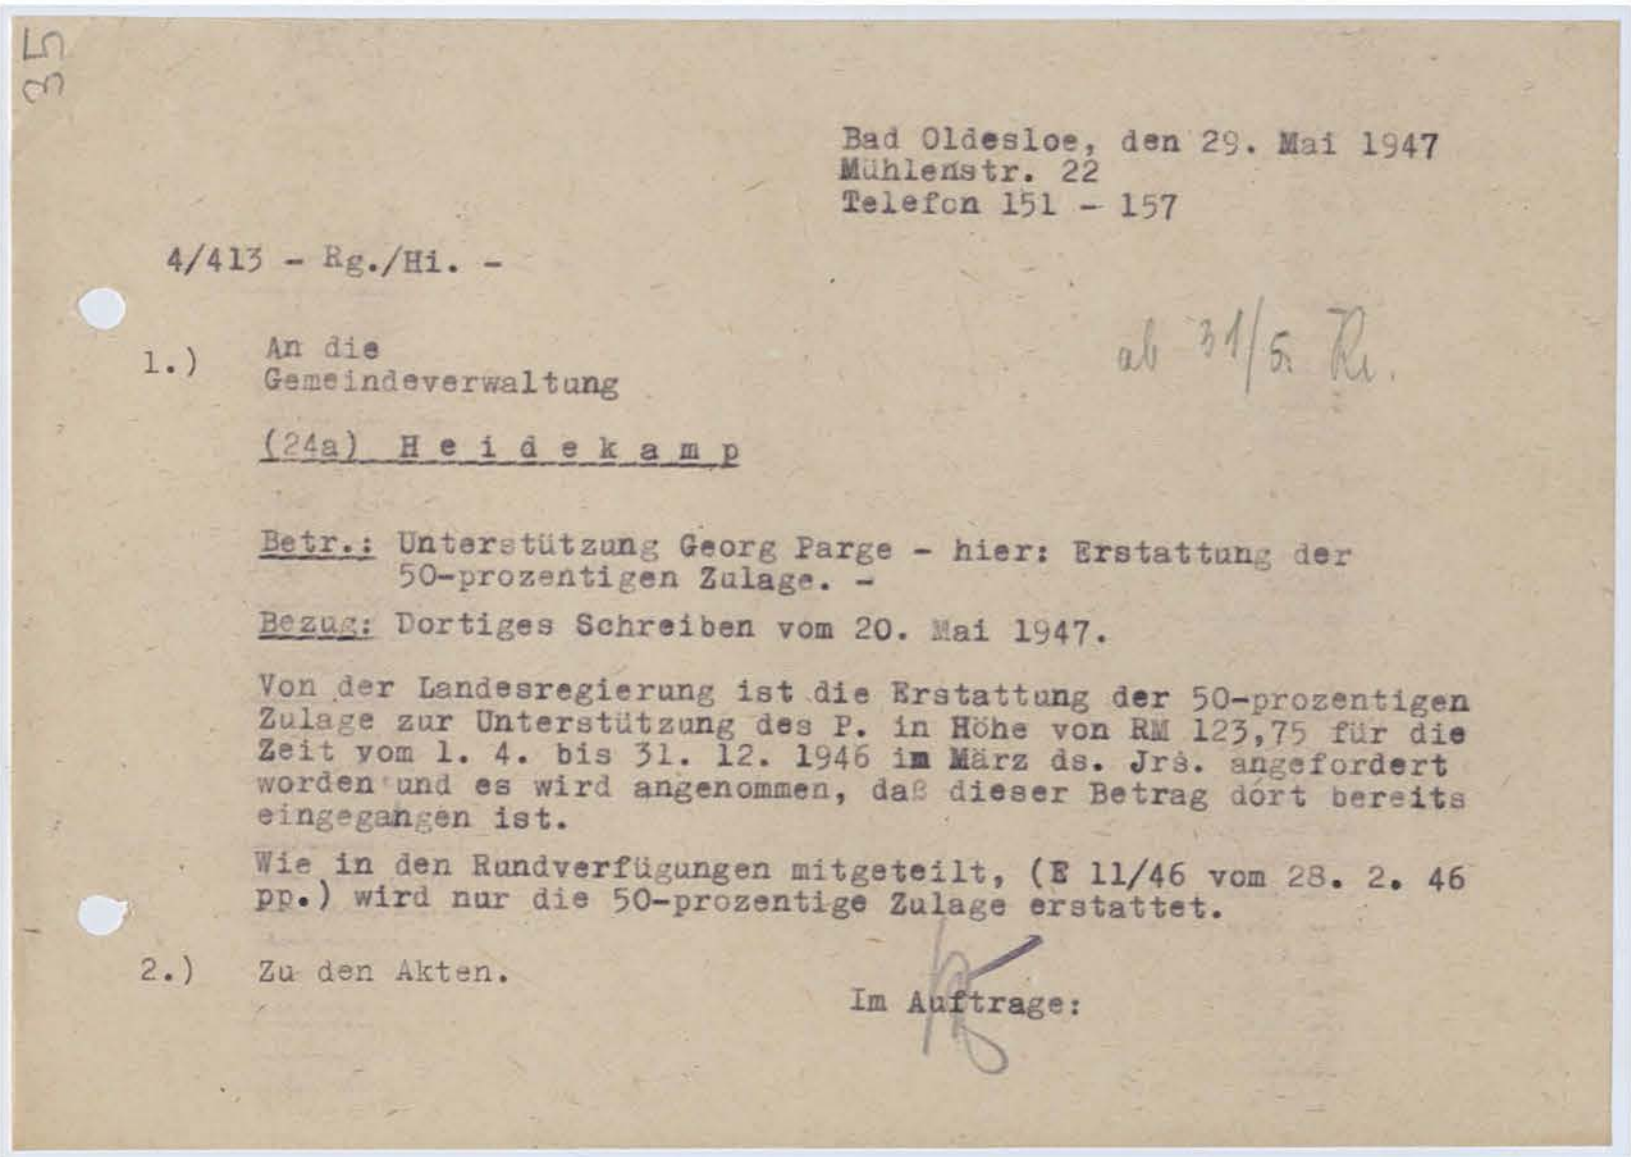 35
Bad Oldesloe, den 29. Mai 1947
Mühlenstr. 22
Telefon 151 - 157
4/413 - Rg./Hi. -
ab 31/5.
1.) An die
Gemeindeverwaltung
(24a) H e i d e k a m p
Betr.: Unterstützung Georg Parge - hier: Erstattung der
50-prozentigen Zulage. -
Bezug: Dortiges Schreiben vom 20. Mai 1947.
Von der Landesregierung ist die Erstattung der 50-prozentigen
Zulage zur Unterstützung des P. in Höhe von RM 123,75 für die
Zeit vom 1. 4. bis 31. 12. 1946 im März ds. Jrs. angefordert
worden und es wird angenommen, daß dieser Betrag dort bereits
eingegangen ist.
Wie in den Rundverfügungen mitgeteilt, (E 11/46 vom 28. 2. 46
pp.) wird nur die 50-prozentige Zulage erstattet.
2.) Zu den Akten.
Im Auftrage: